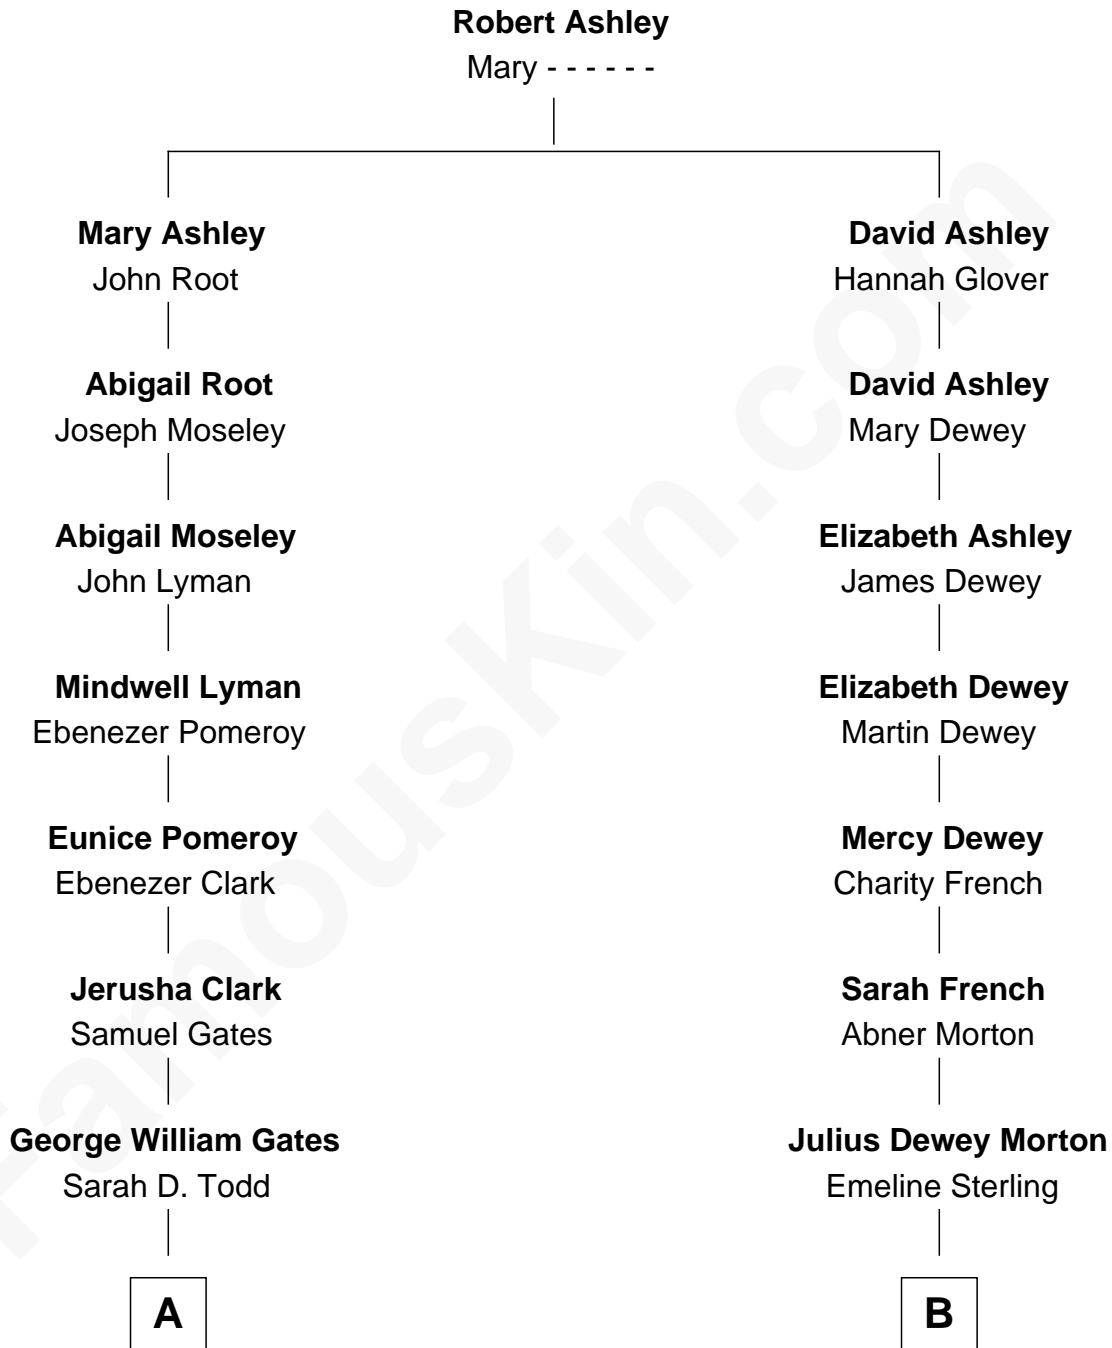 Robert Ashley
Mary - - - - - -
Mary Ashley
John Root
David Ashley
Hannah Glover
Abigail Root
Joseph Moseley
David Ashley
Mary Dewey
Abigail Moseley
John Lyman
Elizabeth Ashley
James Dewey
Mindwell Lyman
Ebenezer Pomeroy
Elizabeth Dewey
Martin Dewey
Eunice Pomeroy
Ebenezer Clark
Mercy Dewey
Charity French
Jerusha Clark
Samuel Gates
Sarah French
Abner Morton
George William Gates
Sarah D. Todd
Julius Dewey Morton
Emeline Sterling
A
B
FamousKin.com